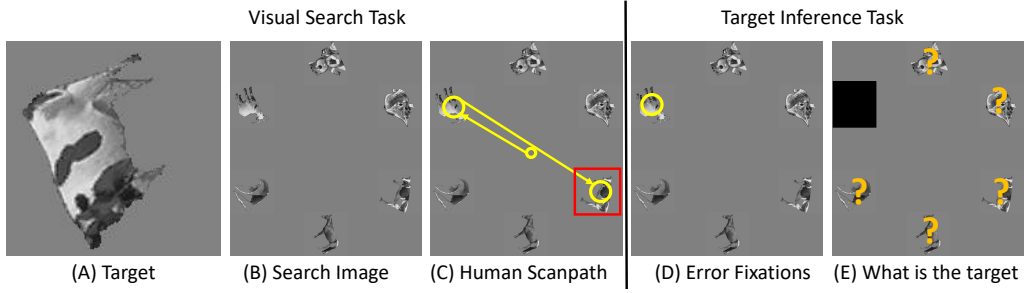 Visual Search Task
Target Inference Task
?
?
?
?
?
(A) Target
(B) Search Image
(C) Human Scanpath
(D) Error Fixations
(E) What is the target